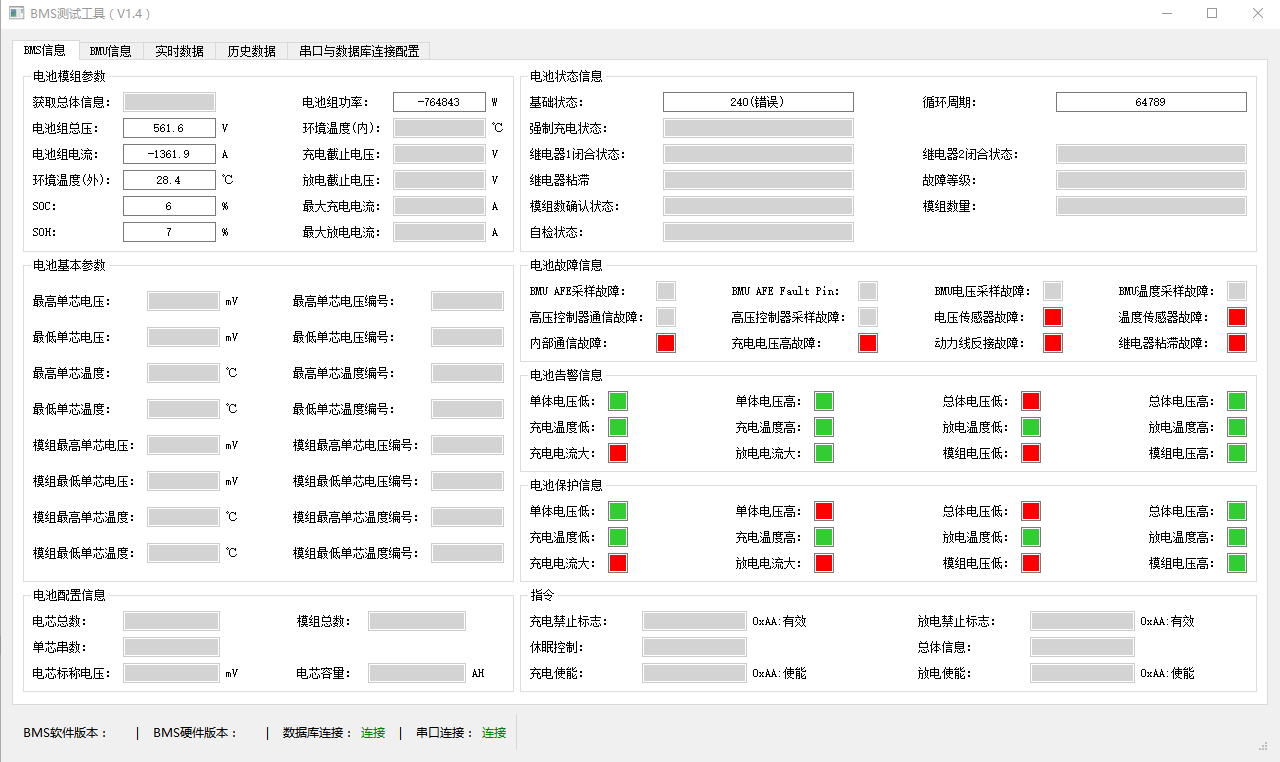 BMS测试工具（V1.4）
BMS信息 BMU信息 实时数据 历史数据 串口与数据库连接配置
电池模组参数
获取总体信息： 电池组功率： -764843 W
电池组总压： 561.6 V 环境温度(内)： ℃
电池组电流： -1361.9 A 充电截止电压： V
环境温度(外)： 28.4 ℃ 放电截止电压： V
SOC： 6 % 最大充电电流： A
SOH： 7 % 最大放电电流： A
电池状态信息
基础状态： 240(错误) 循环周期： 64789
强制充电状态：
继电器1闭合状态： 继电器2闭合状态：
继电器粘滞 故障等级：
模组数确认状态： 模组数量：
自检状态：
电池基本参数
最高单芯电压： mV 最高单芯电压编号：
最低单芯电压： mV 最低单芯电压编号：
最高单芯温度： ℃ 最高单芯温度编号：
最低单芯温度： ℃ 最低单芯温度编号：
模组最高单芯电压： mV 模组最高单芯电压编号：
模组最低单芯电压： mV 模组最低单芯电压编号：
模组最高单芯温度： ℃ 模组最高单芯温度编号：
模组最低单芯温度： ℃ 模组最低单芯温度编号：
电池故障信息
BMU AFE采样故障： BMU AFE Fault Pin： BMU电压采样故障： BMU温度采样故障：
高压控制器通信故障： 高压控制器采样故障： 电压传感器故障： 温度传感器故障：
内部通信故障： 充电电压高故障： 动力线反接故障： 继电器粘滞故障：
电池告警信息
单体电压低： 单体电压高： 总体电压低： 总体电压高：
充电温度低： 充电温度高： 放电温度低： 放电温度高：
充电电流大： 放电电流大： 模组电压低： 模组电压高：
电池保护信息
单体电压低： 单体电压高： 总体电压低： 总体电压高：
充电温度低： 充电温度高： 放电温度低： 放电温度高：
充电电流大： 放电电流大： 模组电压低： 模组电压高：
电池配置信息
电芯总数： 模组总数：
单芯串数：
电芯标称电压： mV 电芯容量： AH
指令
充电禁止标志： 0xAA:有效 放电禁止标志： 0xAA:有效
休眠控制： 总体信息：
充电使能： 0xAA:使能 放电使能： 0xAA:使能
BMS软件版本： | BMS硬件版本： | 数据库连接： 连接 | 串口连接： 连接